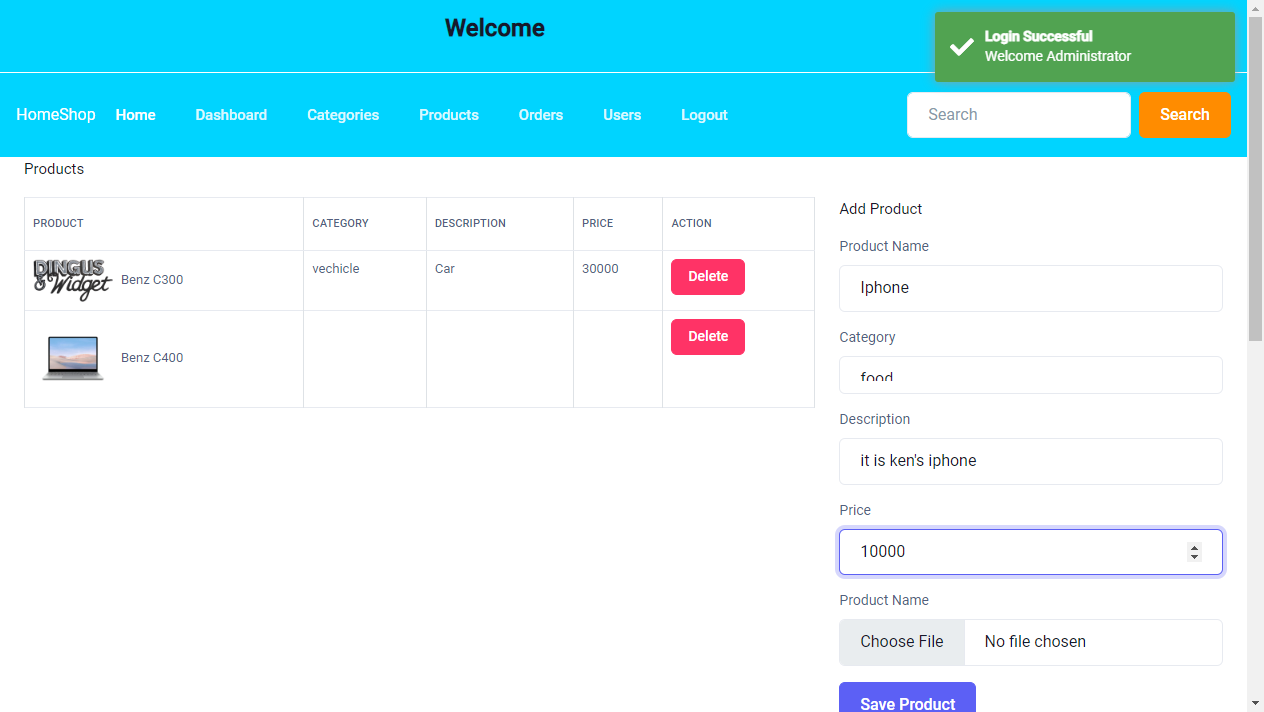 Welcome
Login Successful
Welcome Administrator
HomeShop Home Dashboard Categories Products Orders Users Logout Search Search
Products
PRODUCT CATEGORY DESCRIPTION PRICE ACTION
DINGUS
& Widget
Benz C300 vechicle Car 30000 Delete
Benz C400 Delete
Add Product
Product Name
Iphone
Category
food
Description
it is ken's iphone
Price
10000
Product Name
Choose File No file chosen
Save Product